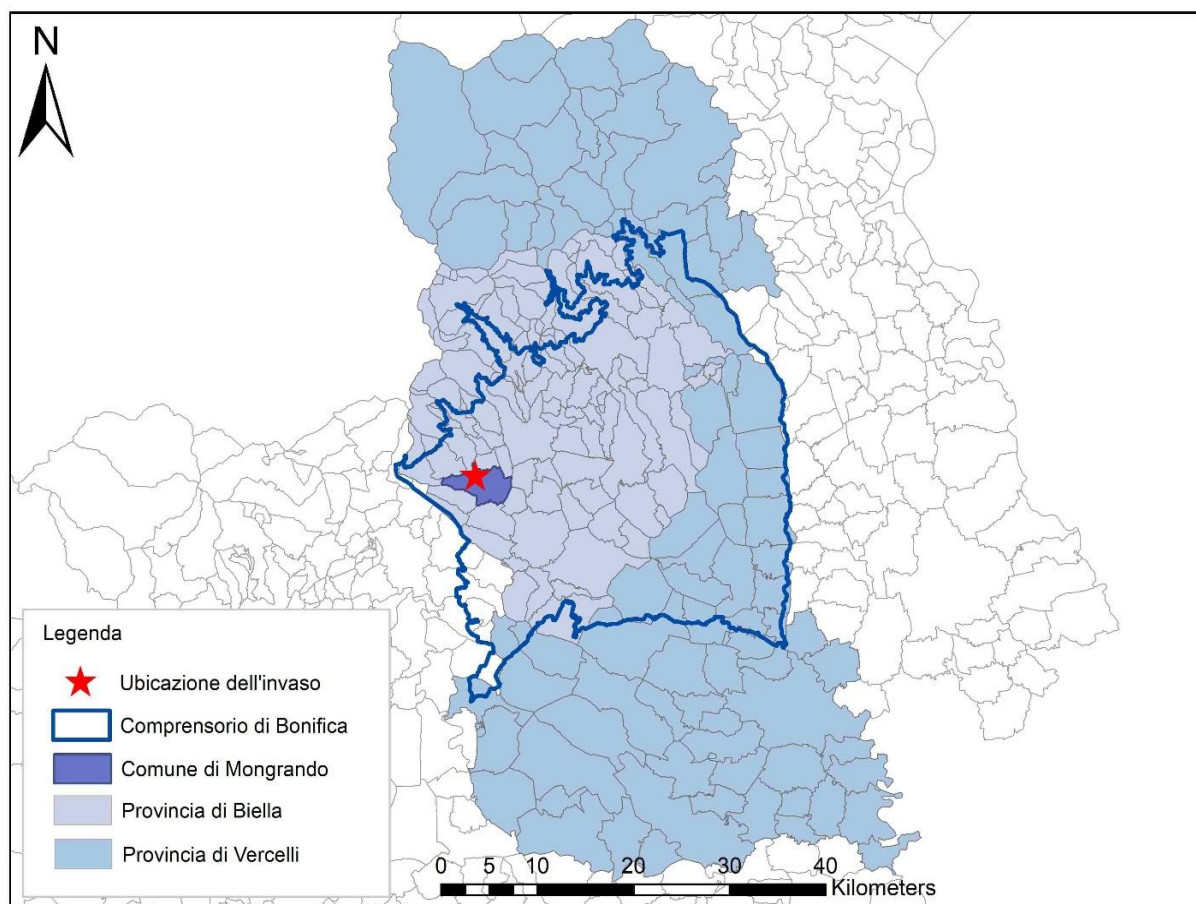 N
Legenda
Ubicazione dell'invaso
Comprensorio di Bonifica
Comune di Mongrando
Provincia di Biella
Provincia di Vercelli
0 5 10 20 30 40
Kilometers